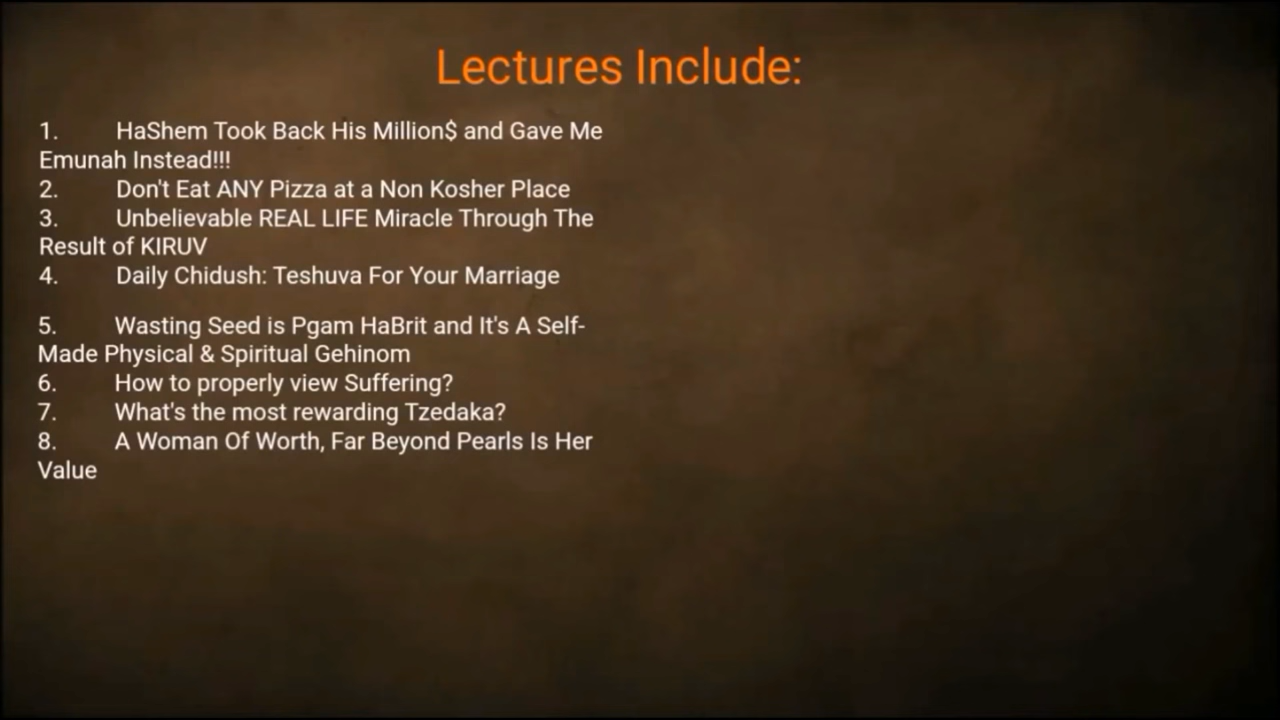 Lectures Include:
1. HaShem Took Back His Million$ and Gave Me
Emunah Instead!!!
2. Don't Eat ANY Pizza at a Non Kosher Place
3. Unbelievable REAL LIFE Miracle Through The
Result of KIRUV
4. Daily Chidush: Teshuva For Your Marriage
5. Wasting Seed is Pgam HaBrit and It's A Self-
Made Physical & Spiritual Gehinom
6. How to properly view Suffering?
7. What's the most rewarding Tzedaka?
8. A Woman Of Worth, Far Beyond Pearls Is Her
Value